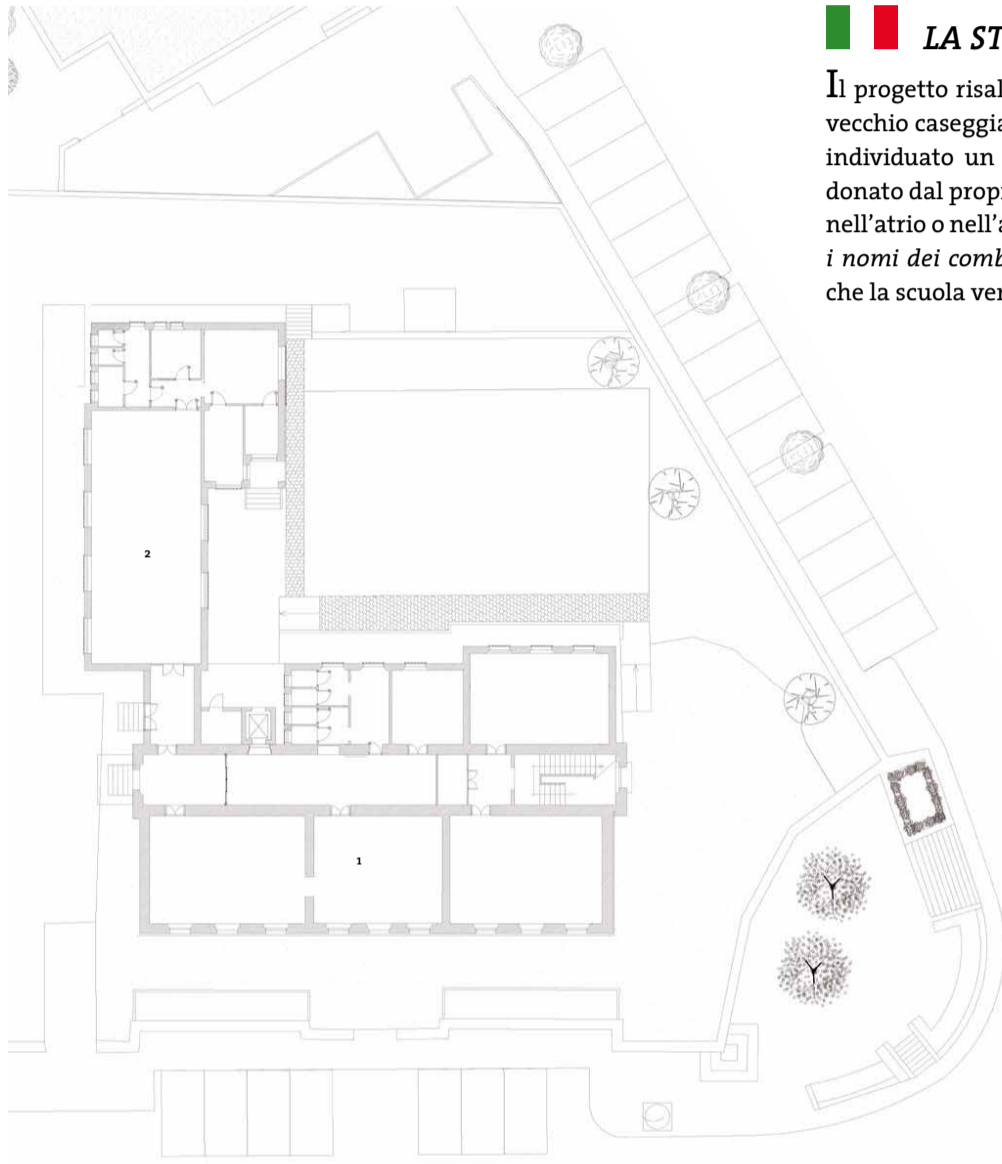 LA ST
Il progetto risal
vecchio caseggia
individuato un
donato dal propri
nell'atrio o nell'a
i nomi dei comb
che la scuola ver
2
1